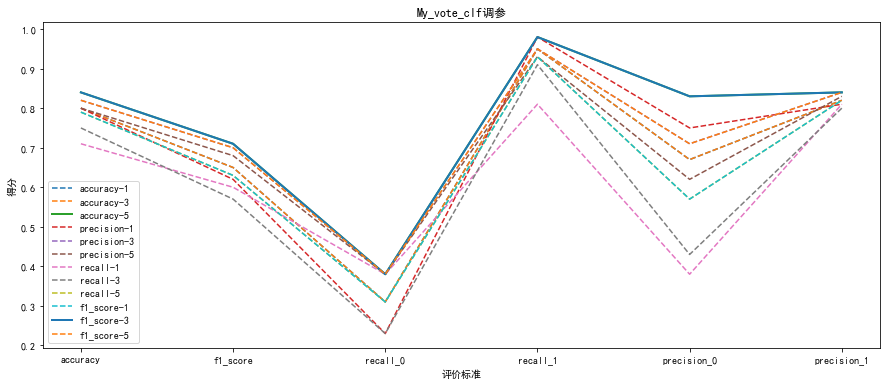 My_vote_clf调参
1.0
0.9
0.8
0.7
0.6
0.5
0.4
0.3
0.2
得分
accuracy-1
accuracy-3
accuracy-5
precision-1
precision-3
precision-5
recall-1
recall-3
recall-5
f1_score-1
f1_score-3
f1_score-5
accuracy f1_score recall_0 recall_1 precision_0 precision_1
评价标准